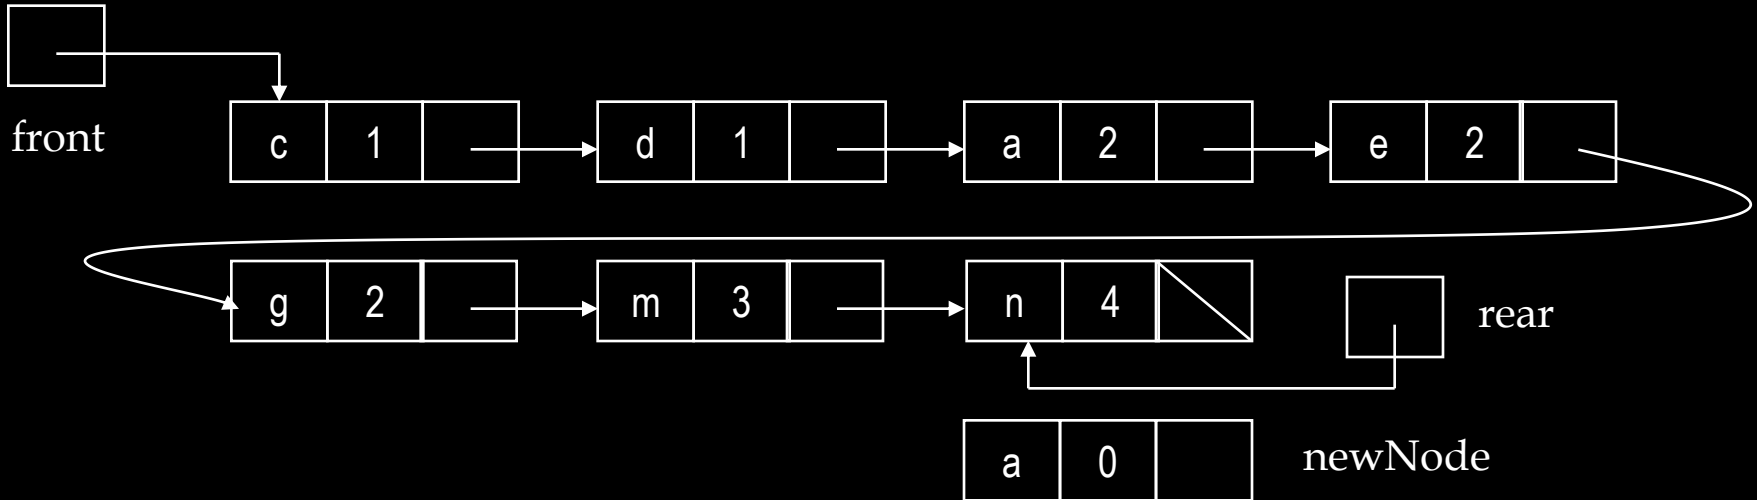 front
c 1 d 1 a 2 e 2
g 2 m 3 n 4
rear
a 0
newNode